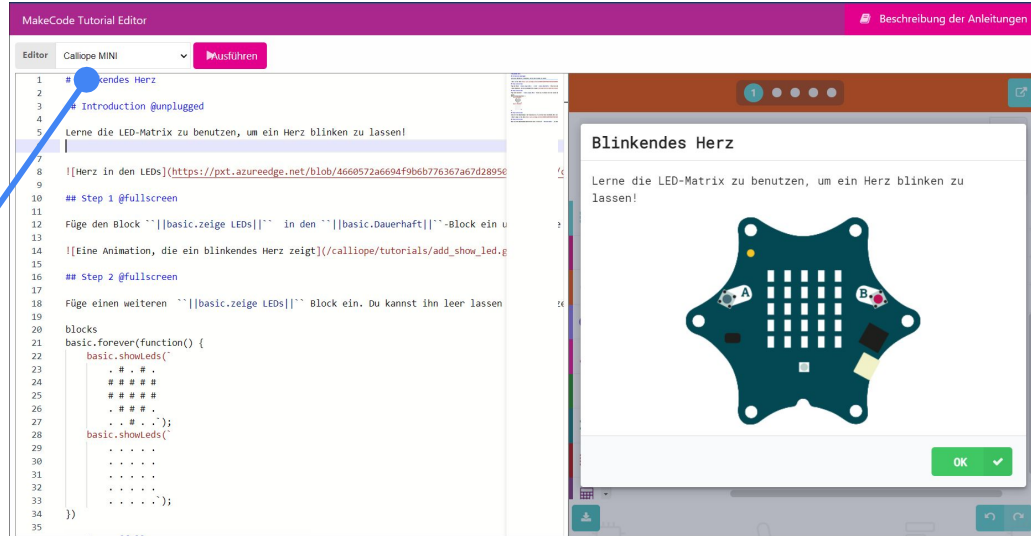 MakeCode Tutorial Editor
Beschreibung der Anleitungen
Editor
Calliope MINI
Ausführen
1 # kendes Herz
2
3 # Introduction @unplugged
4
5 Lerne die LED-Matrix zu benutzen, um ein Herz blinken zu lassen!
7
8 ![Herz in den LEDs](https://pxt.azureedge.net/blob/4660572a6694f9b6b776367a67d28950
9
10 ## Step 1 @fullscreen
11
12 Füge den Block ``||basic.zeige LEDs||`` in den ``||basic.Dauerhaft||``-Block ein u
13
14 ![Eine Animation, die ein blinkendes Herz zeigt](/calliope/tutorials/add_show_led.g
15
16 ## Step 2 @fullscreen
17
18 Füge einen weiteren ``||basic.zeige LEDs||`` Block ein. Du kannst ihn leer lassen
19
20 blocks
21 basic.forever(function() {
22 basic.showLeds(`
23 . # . # .
24 # # # # #
25 # # # # #
26 . # # # .
27 . . # . .`);
28 basic.showLeds(`
29 . . . . .
30 . . . . .
31 . . . . .
32 . . . . .
33 . . . . .`);
34 })
35
1
Blinkendes Herz
Lerne die LED-Matrix zu benutzen, um ein Herz blinken zu
lassen!
A
B
OK